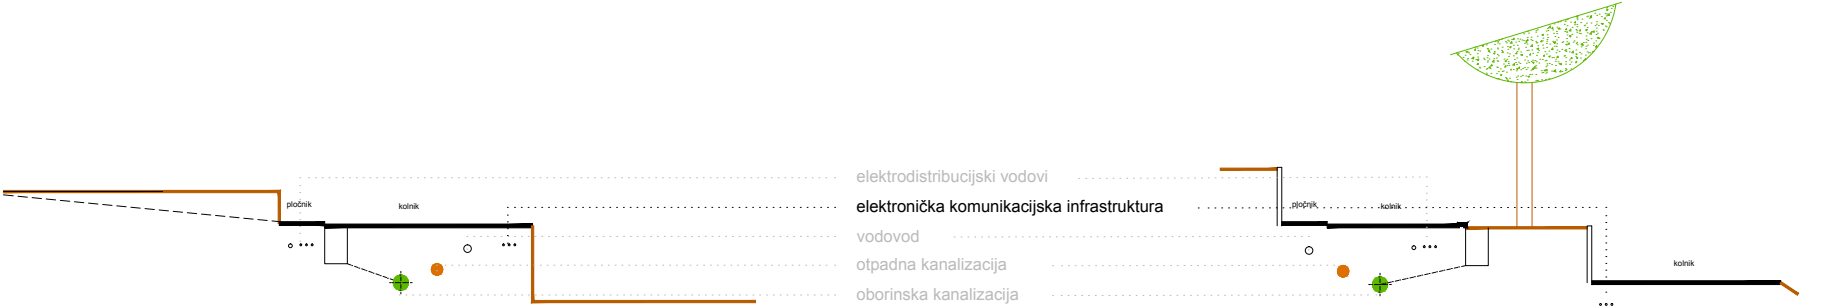 pločnik
kolnik
elektrodistribucijski vodovi
elektronička komunikacijska infrastruktura
vodovod
otpadna kanalizacija
oborinska kanalizacija
pločnik
kolnik
kolnik